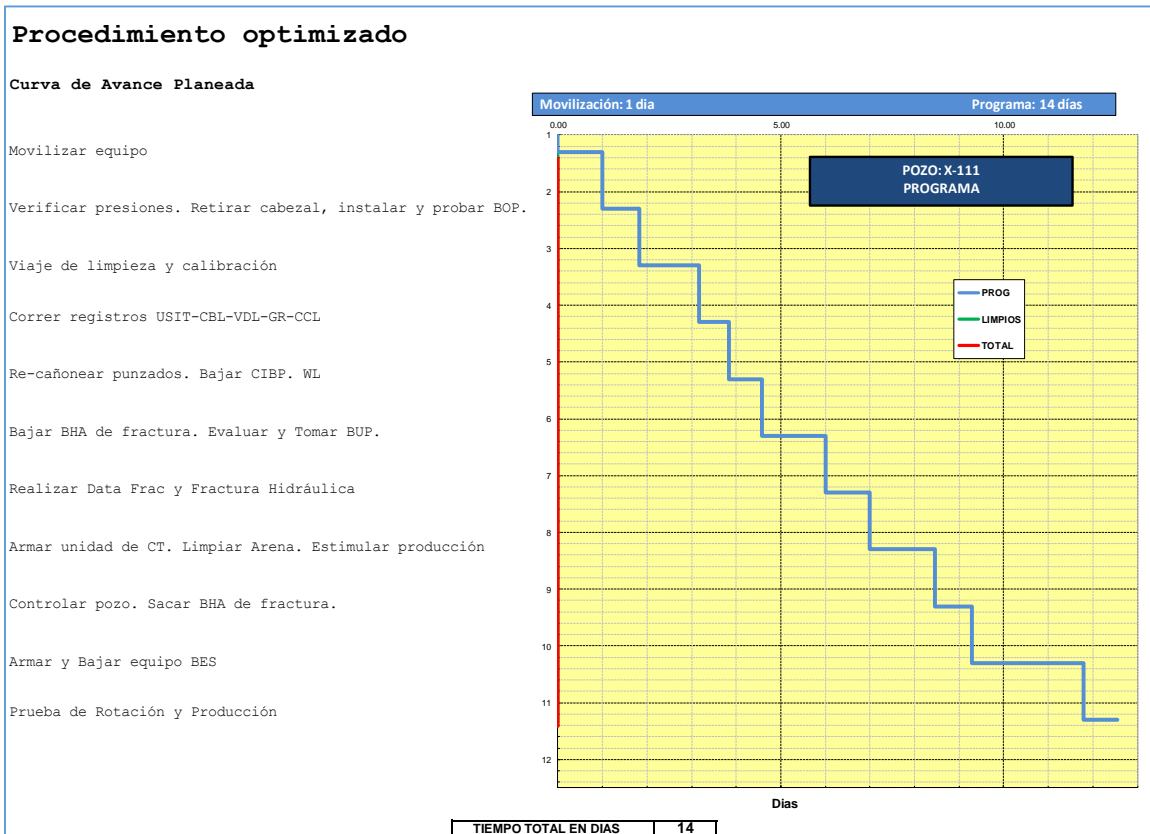 Procedimiento optimizado
Curva de Avance Planeada
Movilización: 1 dia Programa: 14 días
0.00 5.00 10.00
1
Movilizar equipo
POZO: X-111
PROGRAMA
2
Verificar presiones. Retirar cabezal, instalar y probar BOP.
3
Viaje de limpieza y calibración
PROG
4
Correr registros USIT-CBL-VDL-GR-CCL
LIMPIOS
TOTAL
5
Re-cañonear punzados. Bajar CIBP. WL
6
Bajar BHA de fractura. Evaluar y Tomar BUP.
7
Realizar Data Frac y Fractura Hidráulica
8
Armar unidad de CT. Limpiar Arena. Estimular producción
9
Controlar pozo. Sacar BHA de fractura.
10
Armar y Bajar equipo BES
11
Prueba de Rotación y Producción
12
Dias
TIEMPO TOTAL EN DIAS 14